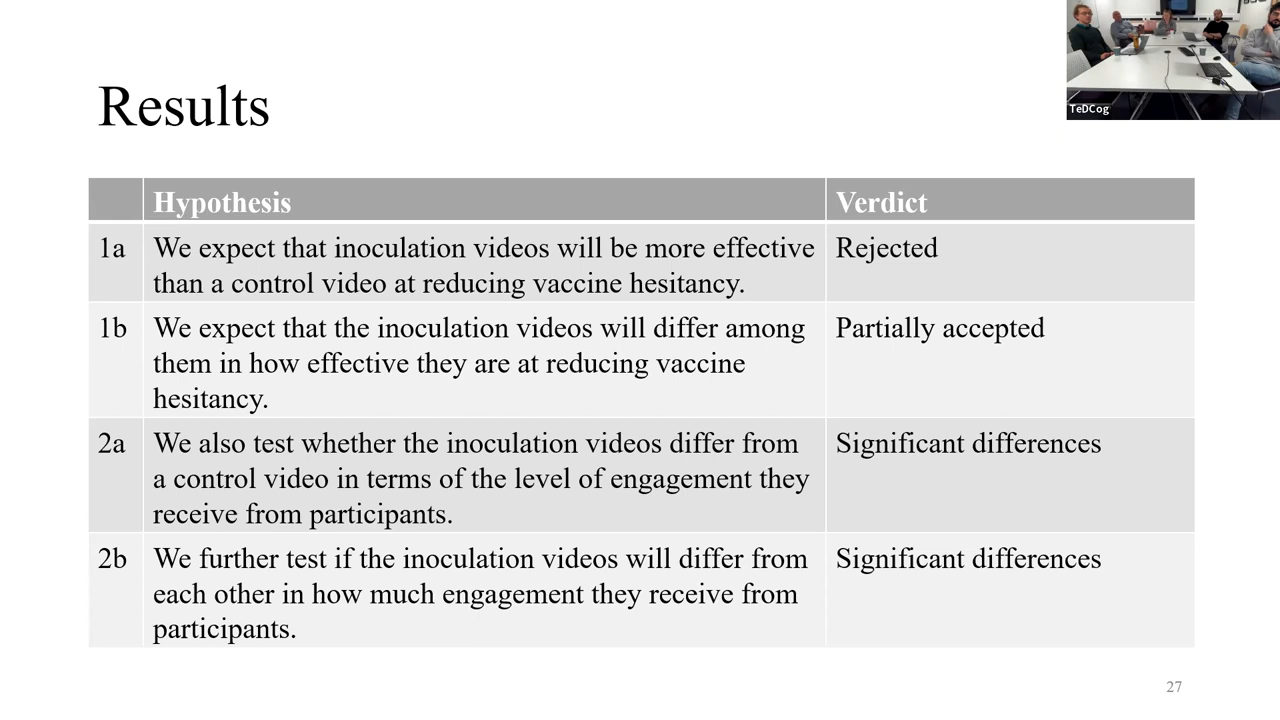 TeDCog
Results
Hypothesis
Verdict
1a
We expect that inoculation videos will be more effective
than a control video at reducing vaccine hesitancy.
Rejected
1b
We expect that the inoculation videos will differ among
them in how effective they are at reducing vaccine
hesitancy.
Partially accepted
2a
We also test whether the inoculation videos differ from
a control video in terms of the level of engagement they
receive from participants.
Significant differences
2b
We further test if the inoculation videos will differ from
each other in how much engagement they receive from
participants.
Significant differences
27